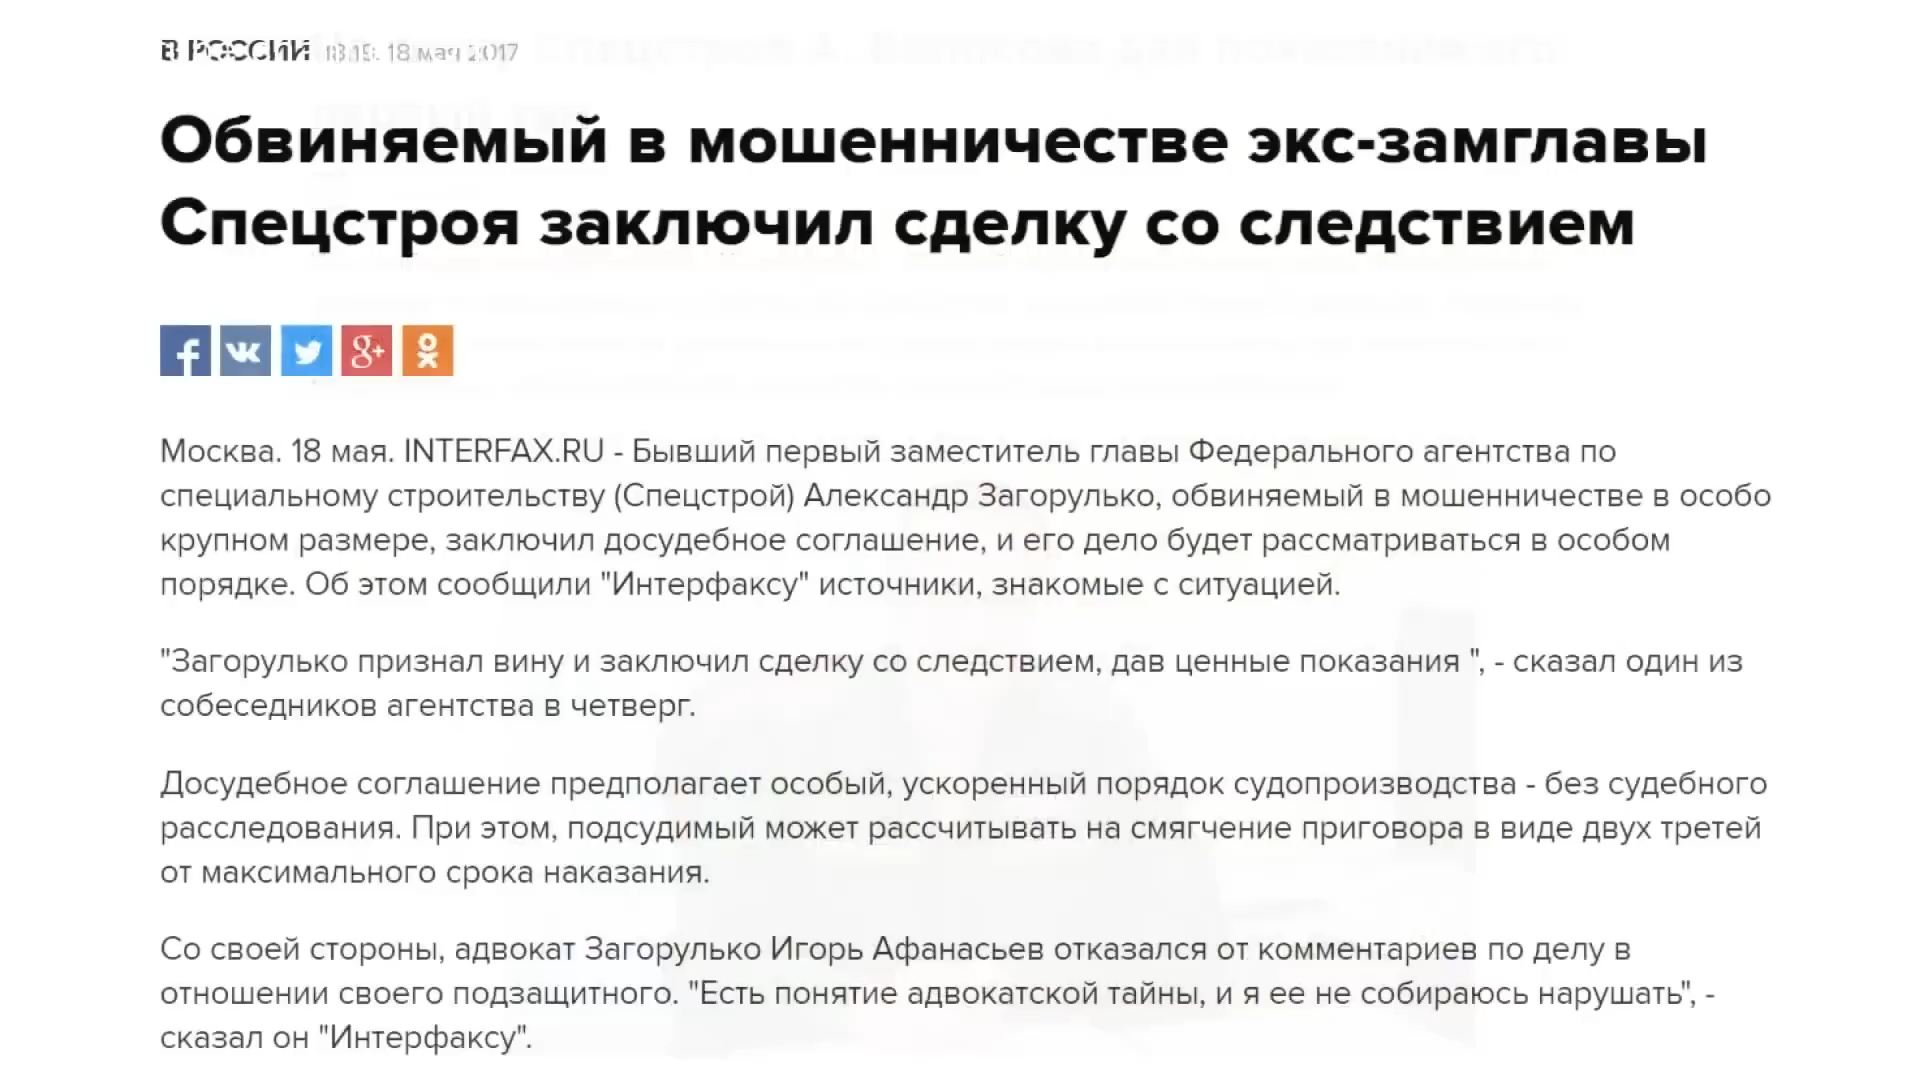 В РОССИИ 18:19, 18 мая 2017
Обвиняемый в мошенничестве экс-замглавы
Спецстроя заключил сделку со следствием
Москва. 18 мая. INTERFAX.RU - Бывший первый заместитель главы Федерального агентства по
специальному строительству (Спецстрой) Александр Загорулько, обвиняемый в мошенничестве в особо
крупном размере, заключил досудебное соглашение, и его дело будет рассматриваться в особом
порядке. Об этом сообщили "Интерфаксу" источники, знакомые с ситуацией.
"Загорулько признал вину и заключил сделку со следствием, дав ценные показания ", - сказал один из
собеседников агентства в четверг.
Досудебное соглашение предполагает особый, ускоренный порядок судопроизводства - без судебного
расследования. При этом, подсудимый может рассчитывать на смягчение приговора в виде двух третей
от максимального срока наказания.
Со своей стороны, адвокат Загорулько Игорь Афанасьев отказался от комментариев по делу в
отношении своего подзащитного. "Есть понятие адвокатской тайны, и я ее не собираюсь нарушать", -
сказал он "Интерфаксу".